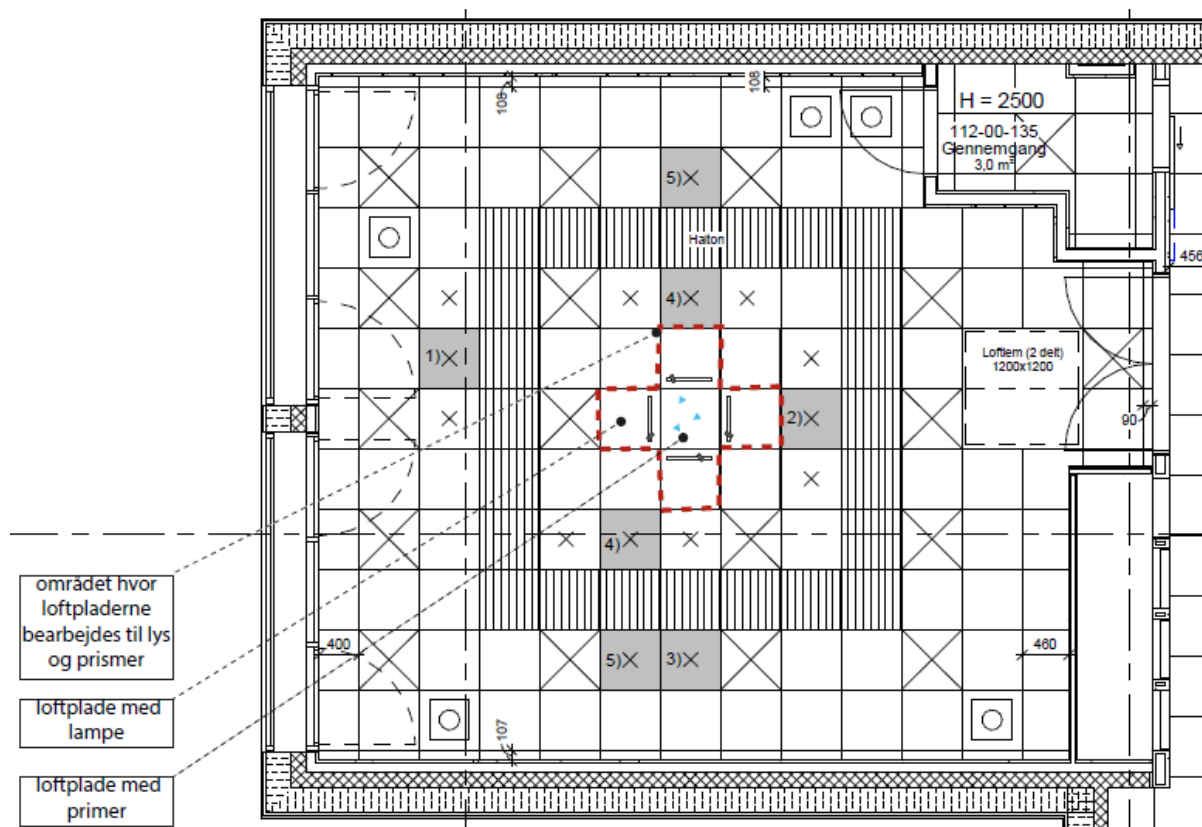 108
108
H = 2500
112-00-135
Gennemgang
3,0 m²
5)
Halton
456
4)
1)
Loftlem (2 delt)
1200x1200
2)
90
4)
området hvor
loftpladerne
bearbejdes til lys
og prismer
400
5)
3)
460
loftplade med
lampe
107
loftplade med
primer